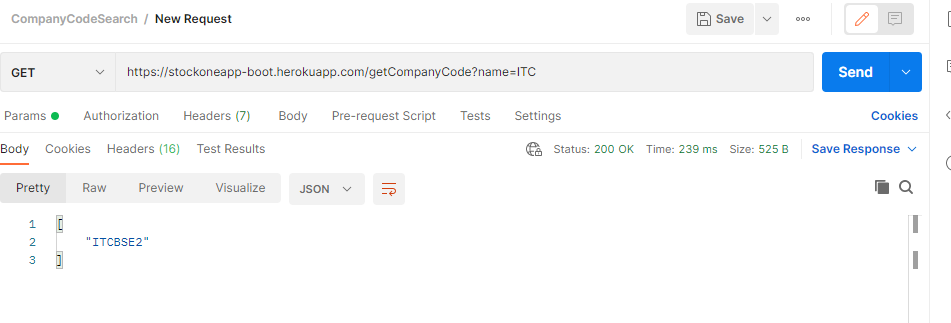 CompanyCodeSearch / New Request
Save
GET https://stockoneapp-boot.herokuapp.com/getCompanyCode?name=ITC Send
Params Authorization Headers (7) Body Pre-request Script Tests Settings Cookies
Body Cookies Headers (16) Test Results Status: 200 OK Time: 239 ms Size: 525 B Save Response
Pretty Raw Preview Visualize JSON
1 [
2 "ITCBSE2"
3 ]